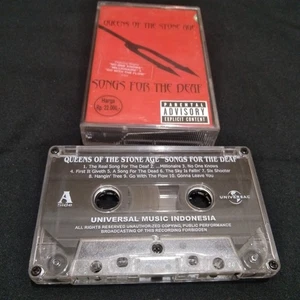 QUEENS OF THE STONE AGE
SONGS FOR THE DEAF
Harga
PARENTAL
ADVISORY
EXPLICIT CONTENT
QUEENS OF THE STONE AGE "SONGS FOR THE DEAF"
1. The Real Song For The Deaf 2. ...Millionaire 3. No One Knows
4. First It Giveth 5. A Song For The Dead 6. The Sky Is Fallin' 7. Six Shooter
8. Hangin' Tree 9. Go With The Flow 10. Gonna Leave You
A
UNIVERSAL
UNIVERSAL MUSIC INDONESIA
ALL RIGHTS RESERVED UNAUTHORIZED COPYING, PUBLIC PERFORMANCE
BROADCASTING OF THIS RECORDING FORBIDDEN